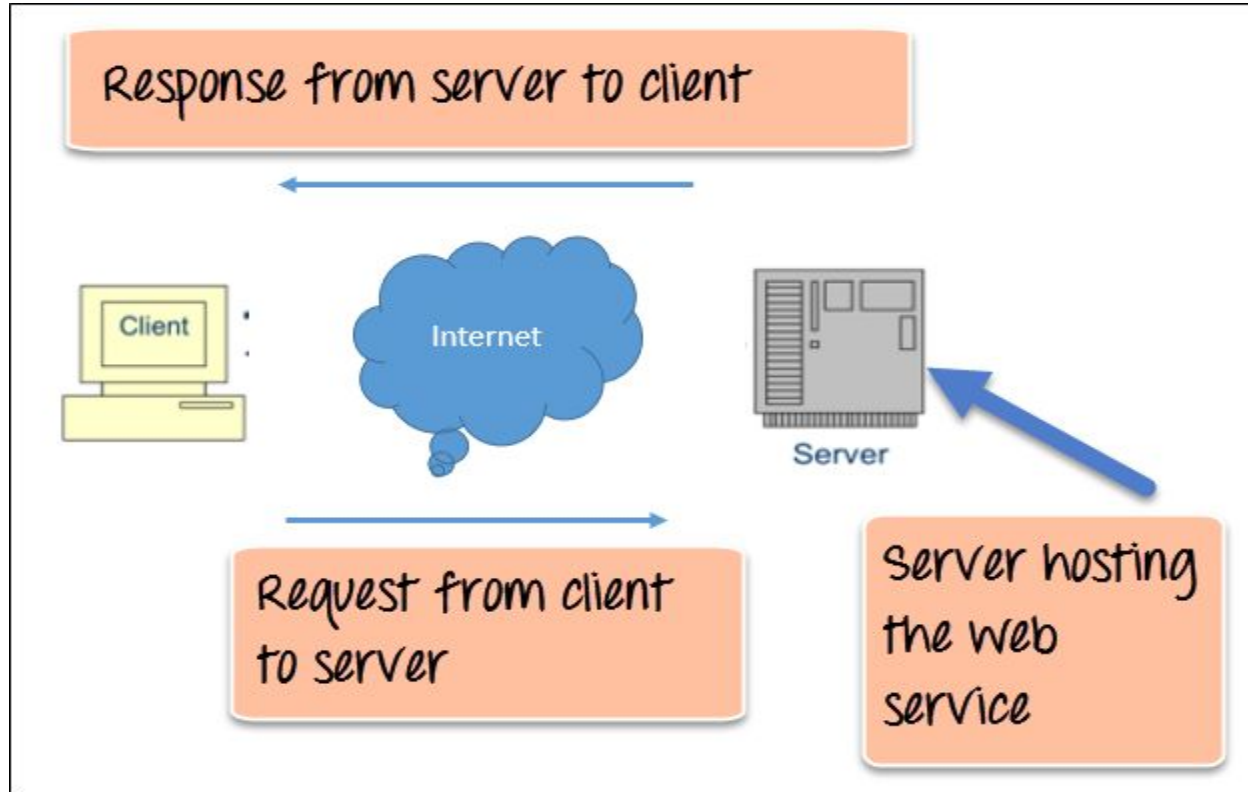 Response from server to client
Client
Internet
Server
Request from client
to server
Server hosting
the web
service